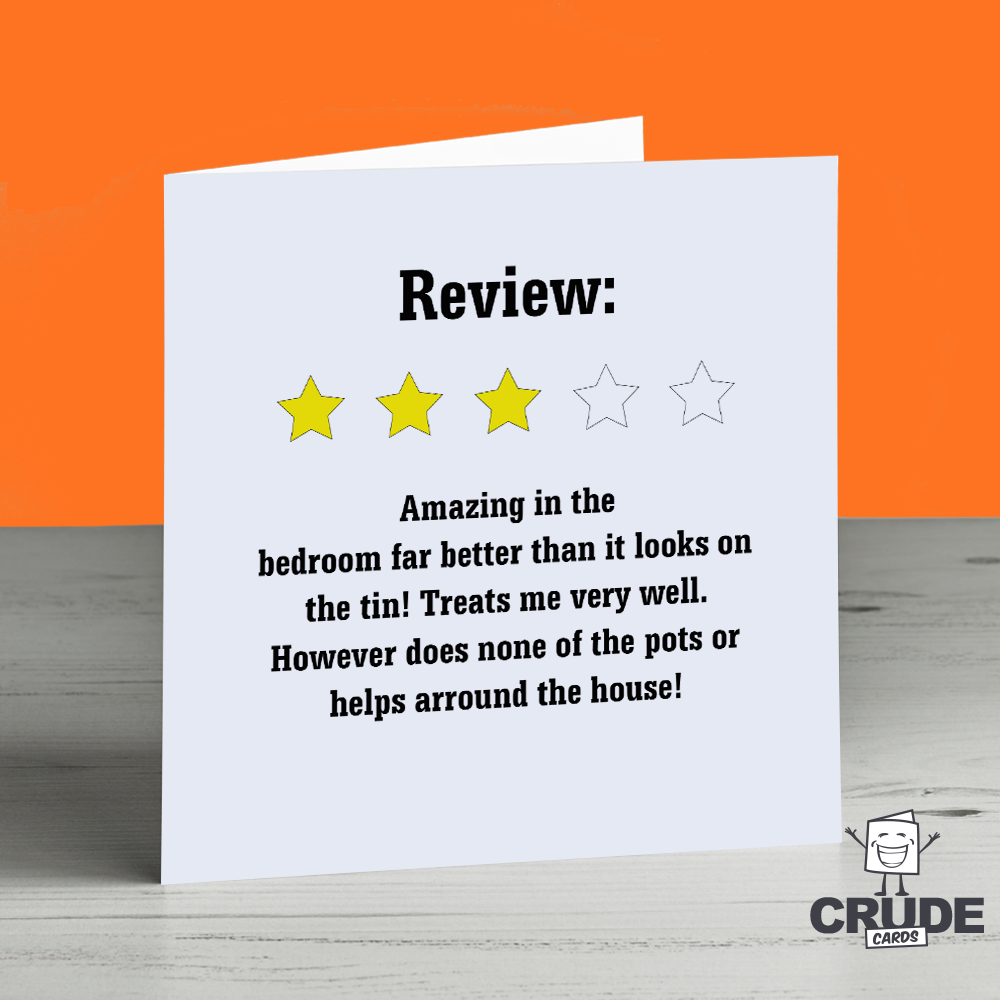 Review:
Amazing in the
bedroom far better than it looks on
the tin! Treats me very well.
However does none of the pots or
helps arround the house!
CRUDE
CARDS